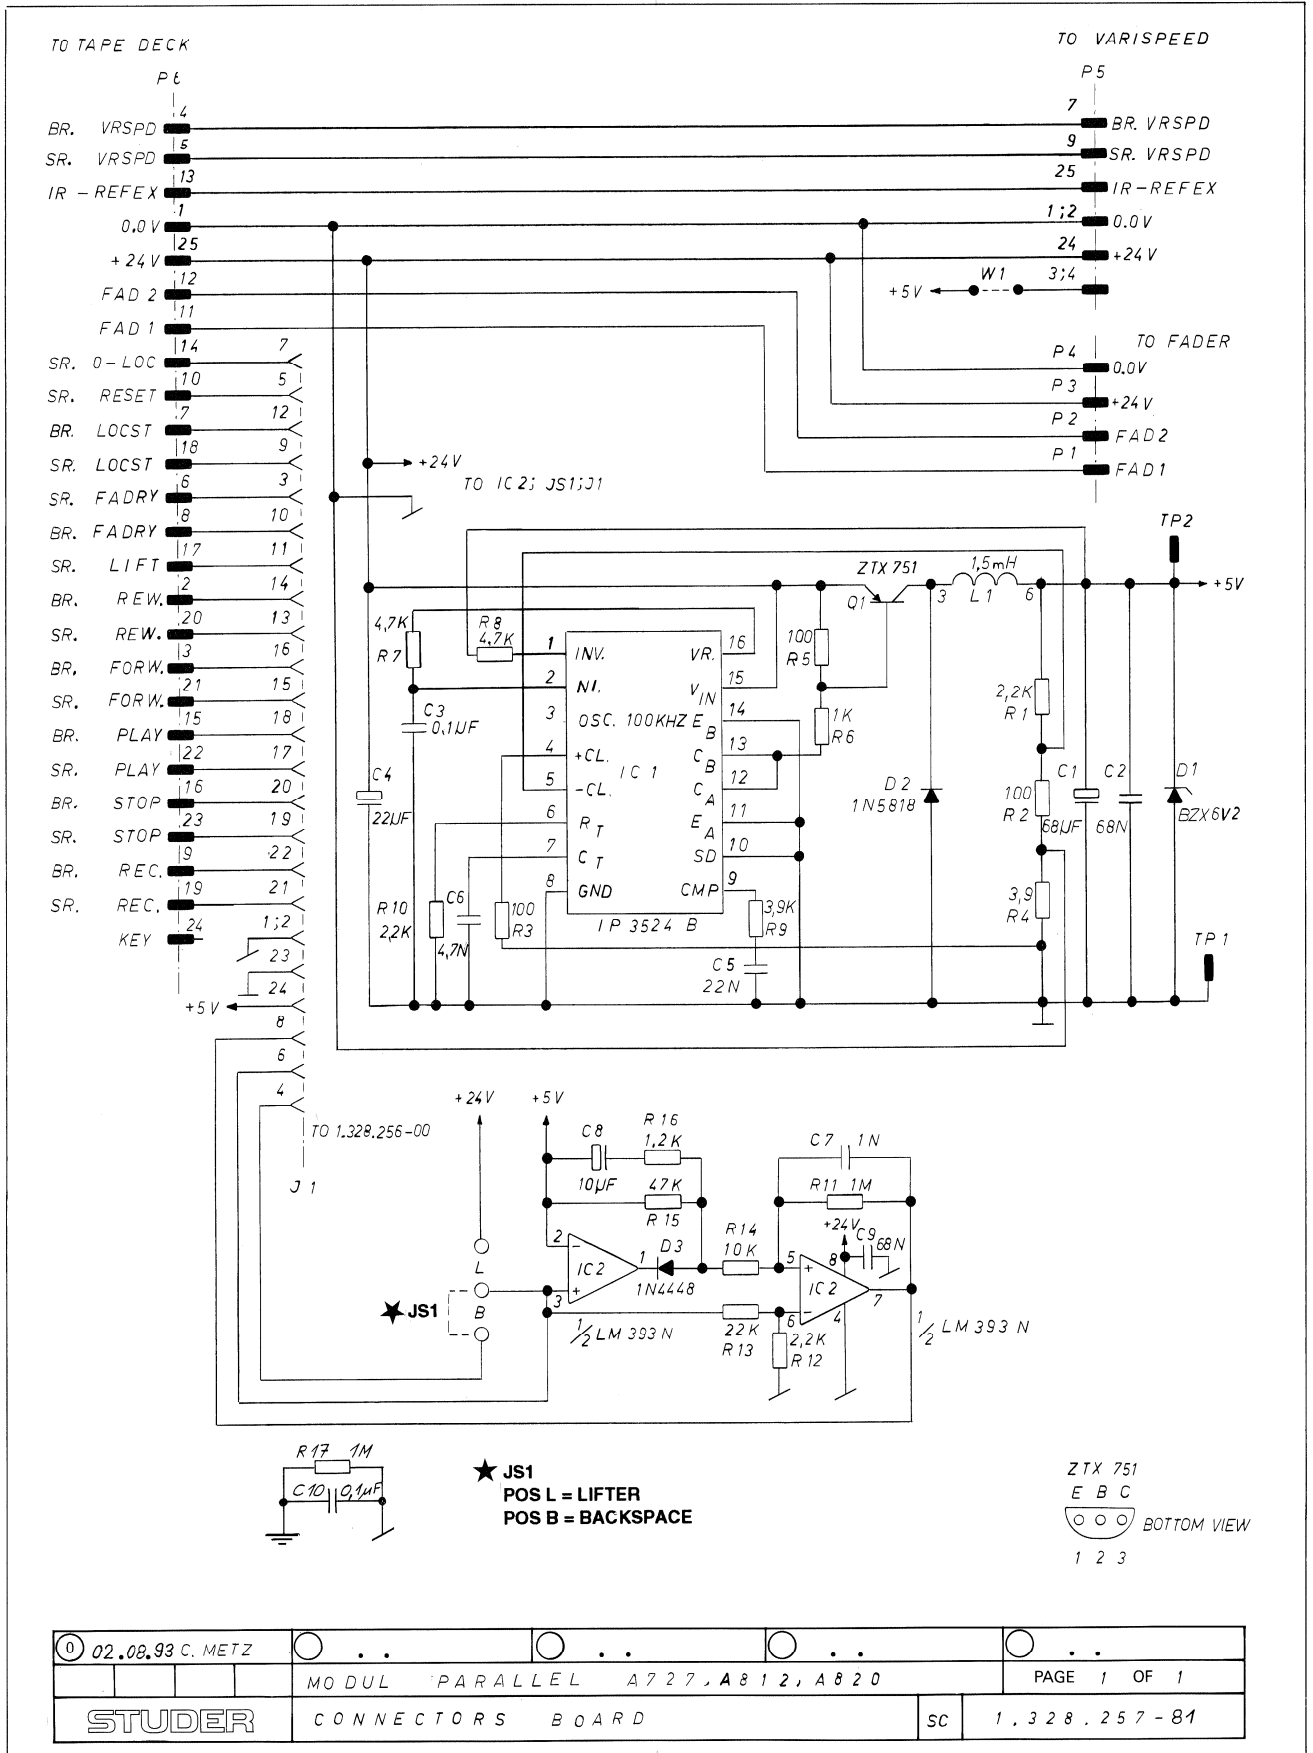 TO TAPE DECK
TO VARISPEED
P6
P5
4
7
BR. VRSPD
BR. VRSPD
5
9
SR. VRSPD
SR. VRSPD
13
25
IR-REFEX
IR-REFEX
1
1;2
0.0V
0.0V
25
24
+24V
+24V
12
W1
3;4
FAD 2
+5V
11
FAD 1
TO FADER
14
7
P4
SR. 0-LOC
0.0V
10
5
P3
SR. RESET
+24V
7
12
P2
BR. LOCST
FAD2
18
9
P1
SR. LOCST
+24V
FAD1
6
3
TO IC2; JS1;J1
SR. FADRY
8
10
BR. FADRY
TP2
17
11
SR. LIFT
ZTX 751
1,5mH
2
14
BR. REW.
Q1
3
L1
6
+5V
20
13
4,7K
R8
4,7K
SR. REW.
R7
1
INV.
VR.
16
100
R5
3
16
BR. FORW.
2
NI.
VIN
15
21
15
2,2K
R1
SR. FORW.
C3
0,1UF
3
OSC. 100KHZ
EB
14
1K
R6
15
18
BR. PLAY
4
+CL.
IC 1
CB
13
22
17
SR. PLAY
C4
22UF
5
-CL.
CA
12
D2
1N5818
100
R2
C1
68UF
C2
68N
D1
BZX6V2
16
20
BR. STOP
6
RT
EA
11
23
19
SR. STOP
7
CT
SD
10
9
22
BR. REC.
8
GND
CMP
9
19
21
SR. REC.
R10
2,2K
C6
4,7N
100
R3
IP 3524 B
3,9K
R9
3,9
R4
24
1;2
KEY
TP1
23
C5
22N
24
+5V
8
6
4
+24V
+5V
TO 1.328.256-00
J1
C8
10µF
R16
1,2K
C7
1N
47K
R15
R11 1M
R14
10K
+24V
C9
68N
2
-
1
D3
1N4448
5
+
8
L
IC2
IC2
7
★ JS1
B
+
3
6
-
4
1/2 LM 393 N
22K
R13
2,2K
R12
1/2 LM 393 N
R17 1M
C10
0,1µF
★ JS1
POS L = LIFTER
POS B = BACKSPACE
ZTX 751
E B C
BOTTOM VIEW
1 2 3
0
02.08.93 C. METZ
. .
. .
. .
. .
MODUL PARALLEL A727, A812, A820
PAGE 1 OF 1
STUDER
CONNECTORS BOARD
SC
1.328.257-81